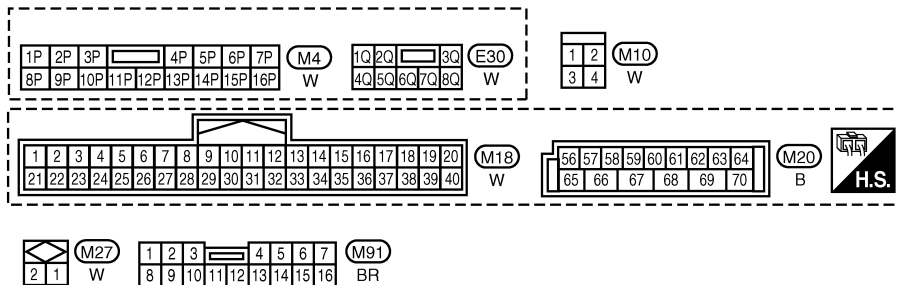 1P 2P 3P 4P 5P 6P 7P M4
8P 9P 10P 11P 12P 13P 14P 15P 16P W
1Q 2Q 3Q E30
4Q 5Q 6Q 7Q 8Q W
1 2 M10
3 4 W
1 2 3 4 5 6 7 8 9 10 11 12 13 14 15 16 17 18 19 20 M18
21 22 23 24 25 26 27 28 29 30 31 32 33 34 35 36 37 38 39 40 W
56 57 58 59 60 61 62 63 64 M20
65 66 67 68 69 70 B
H.S.
M27
2 1 W
1 2 3 4 5 6 7 M91
8 9 10 11 12 13 14 15 16 BR